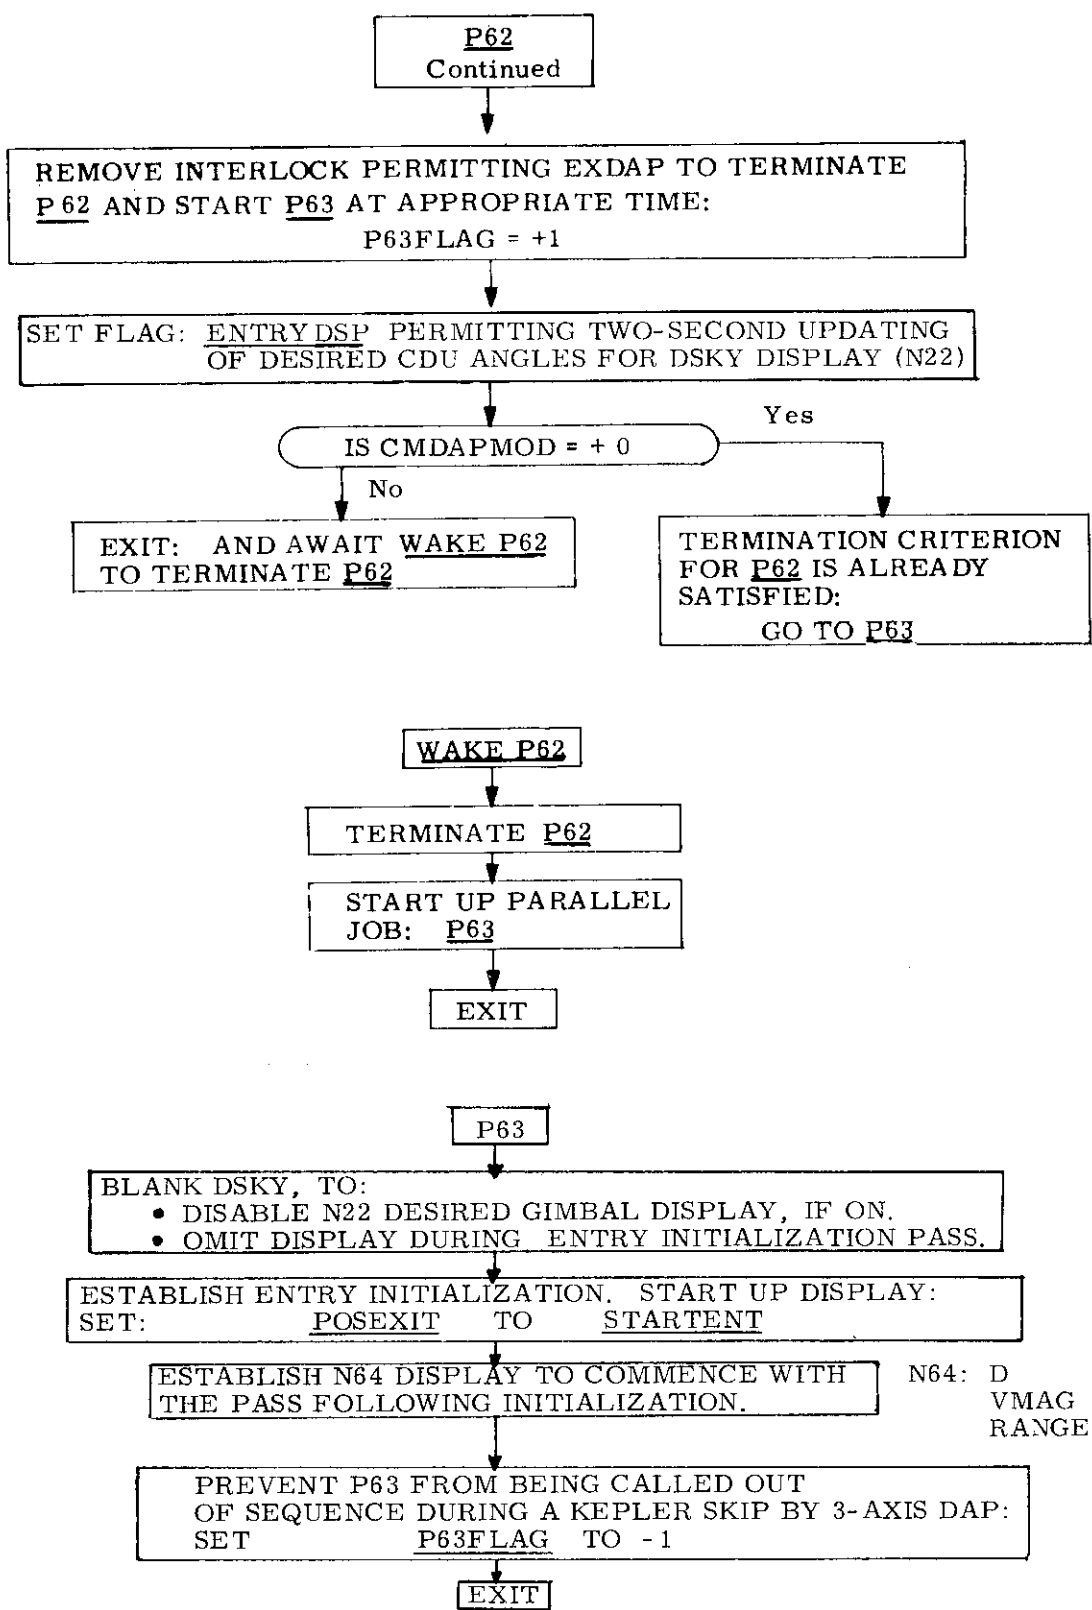 P62
Continued
REMOVE INTERLOCK PERMITTING EXDAP TO TERMINATE
P 62 AND START P63 AT APPROPRIATE TIME:
P63FLAG = +1
SET FLAG: ENTRY DSP PERMITTING TWO-SECOND UPDATING
OF DESIRED CDU ANGLES FOR DSKY DISPLAY (N22)
Yes
IS CMDAPMOD = + 0
No
EXIT: AND AWAIT WAKE P62
TO TERMINATE P62
TERMINATION CRITERION
FOR P62 IS ALREADY
SATISFIED:
GO TO P63
WAKE P62
TERMINATE P62
START UP PARALLEL
JOB: P63
EXIT
P63
BLANK DSKY, TO:
• DISABLE N22 DESIRED GIMBAL DISPLAY, IF ON.
• OMIT DISPLAY DURING ENTRY INITIALIZATION PASS.
ESTABLISH ENTRY INITIALIZATION. START UP DISPLAY:
SET: POSEXIT TO STARTENT
ESTABLISH N64 DISPLAY TO COMMENCE WITH
THE PASS FOLLOWING INITIALIZATION.
N64: D
VMAG
RANGE
PREVENT P63 FROM BEING CALLED OUT
OF SEQUENCE DURING A KEPLER SKIP BY 3-AXIS DAP:
SET P63FLAG TO -1
EXIT